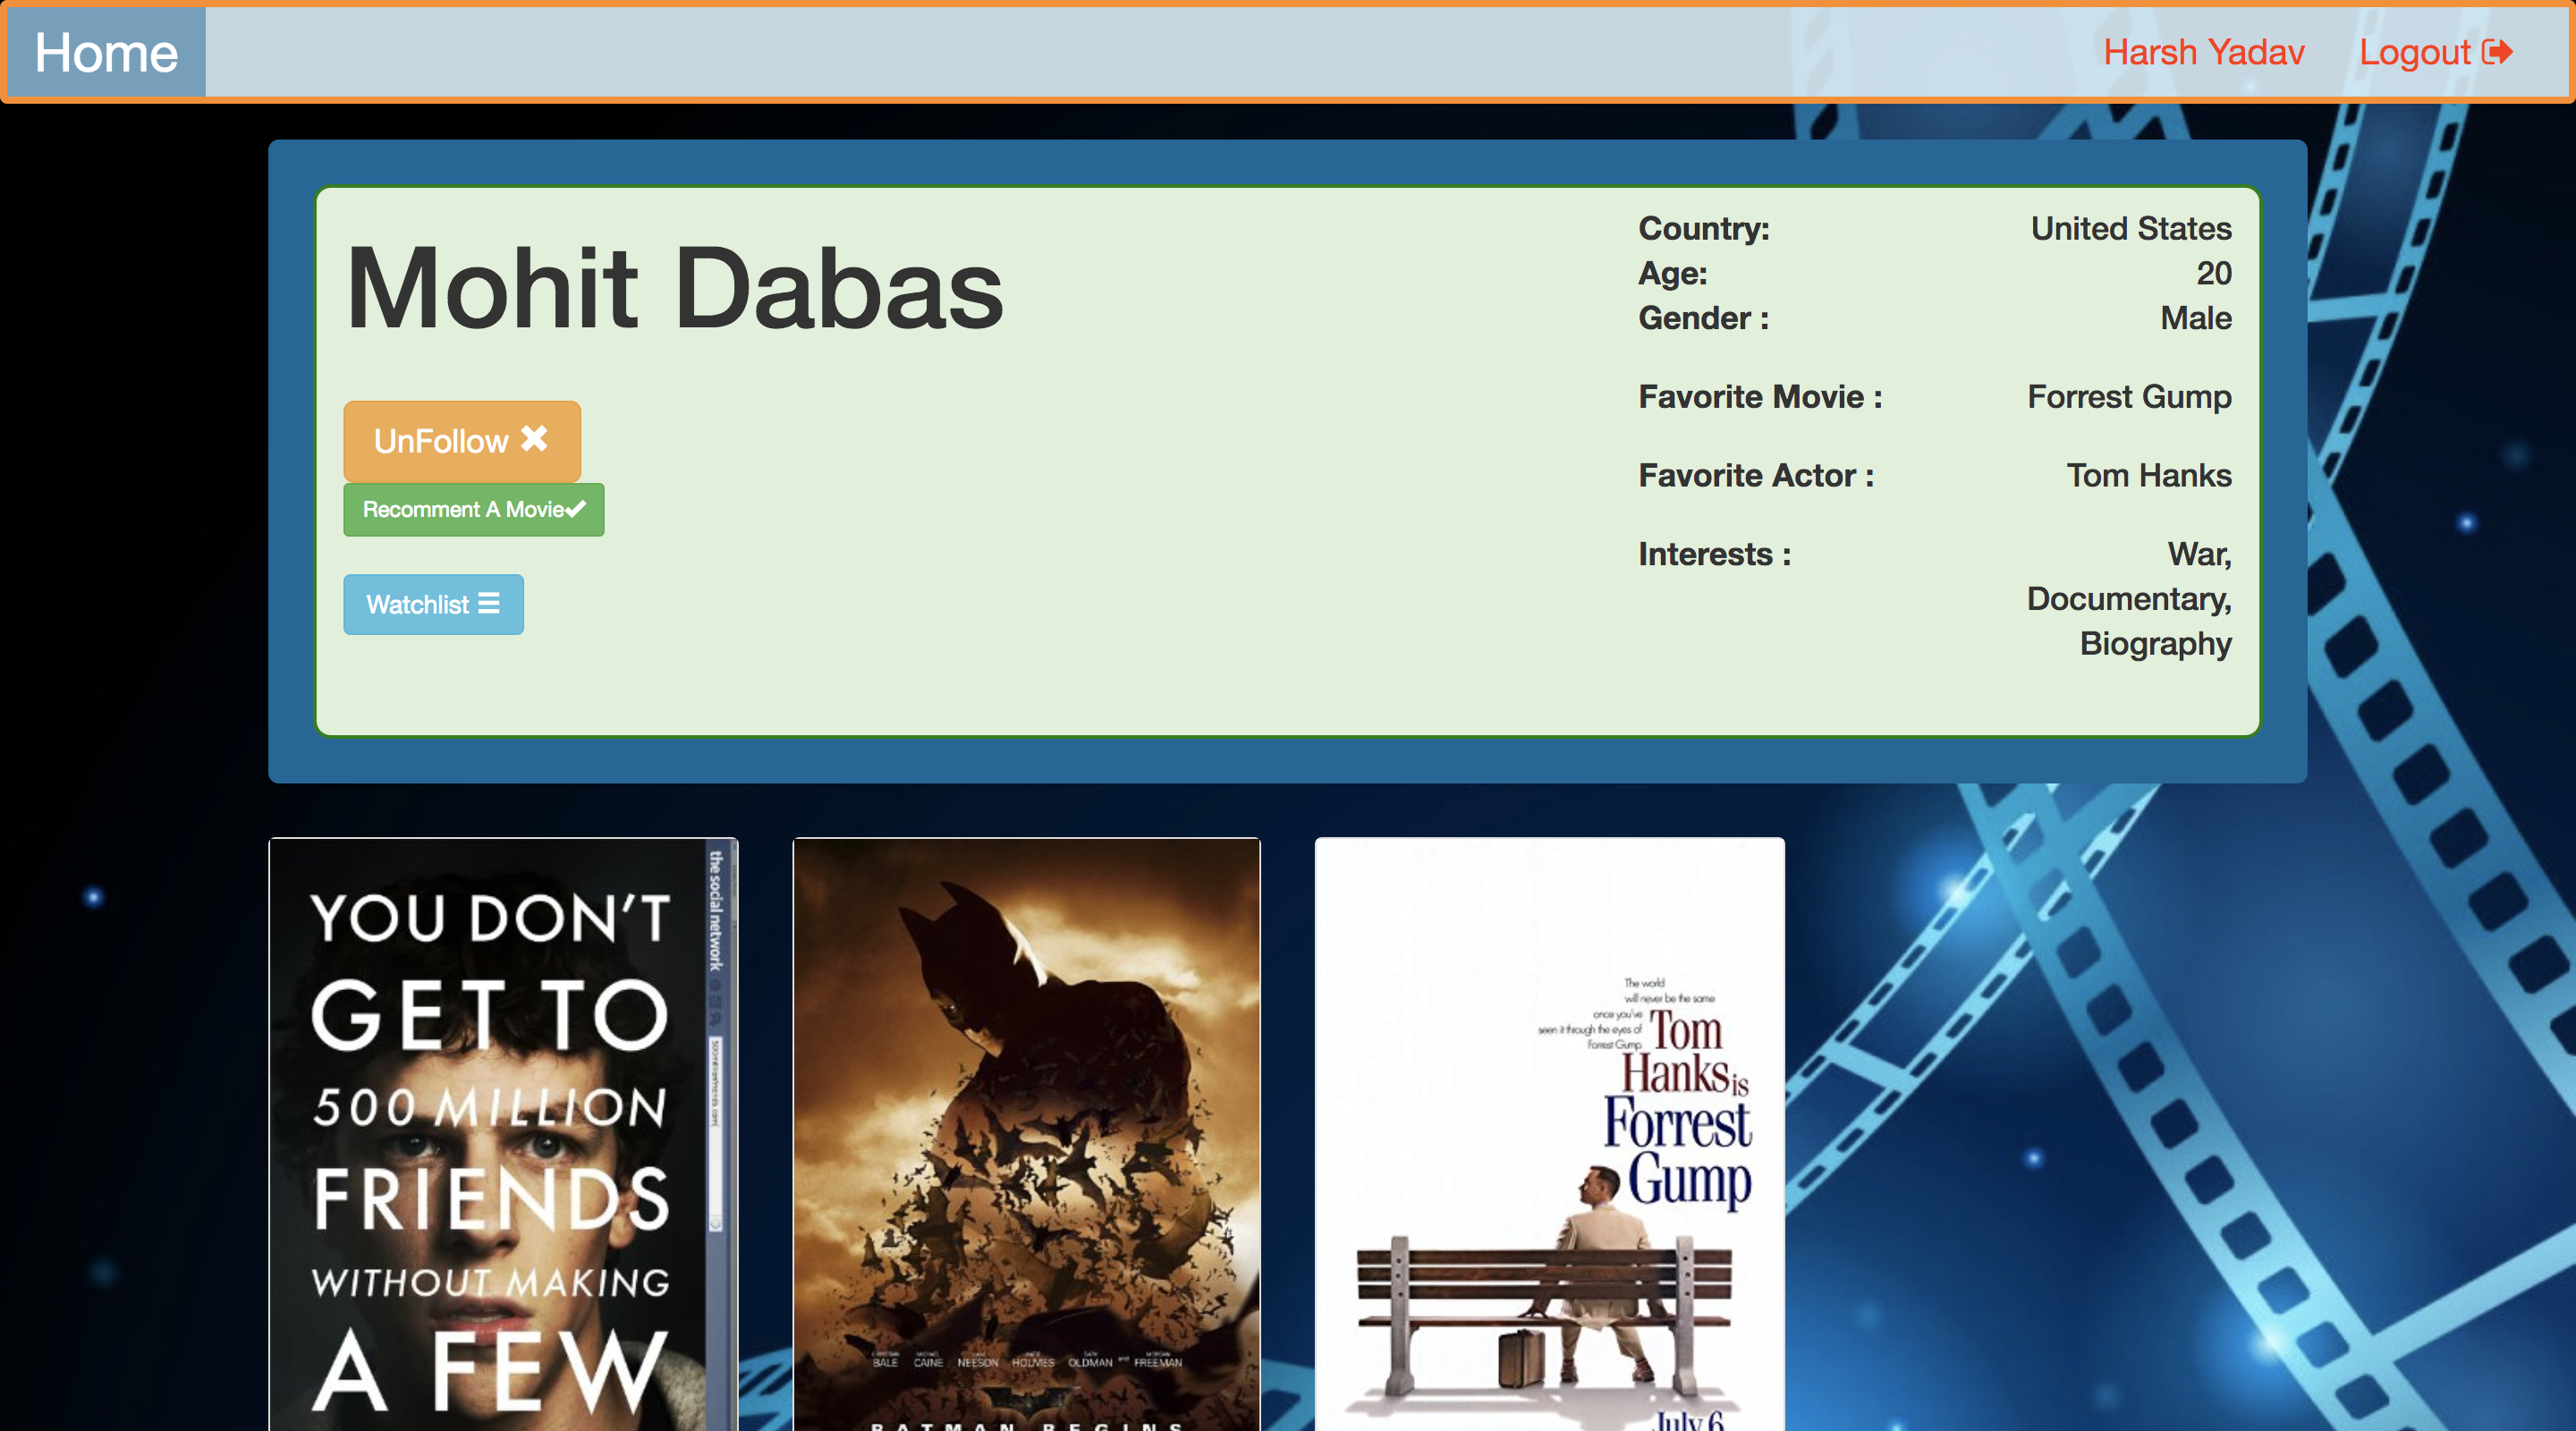 Home
Harsh Yadav
Logout
Mohit Dabas
UnFollow
Recomment A Movie
Watchlist
Country: United States
Age: 20
Gender : Male
Favorite Movie : Forrest Gump
Favorite Actor : Tom Hanks
Interests : War,
Documentary,
Biography
YOU DON'T
GET TO
500 MILLION
FRIENDS
WITHOUT MAKING
A FEW
the social network
BALE CAINE NEESON HOLMES OLDMAN and FREEMAN
BATMAN BEGINS
The world
will never be the same
once you've
seen it through the eyes of
Forrest Gump.
Tom
Hanks is
Forrest
Gump
July 6